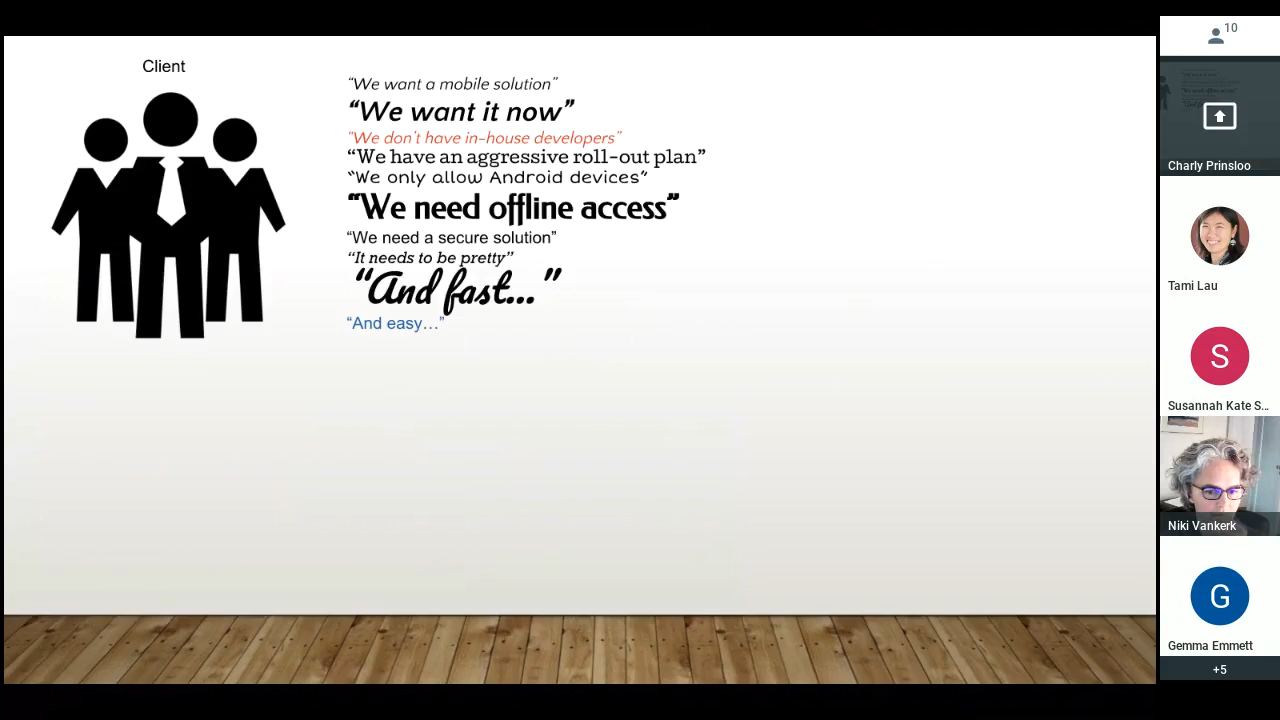 Client
“We want a mobile solution”
“We want it now”
“We don't have in-house developers”
“We have an aggressive roll-out plan”
“We only allow Android devices”
“We need offline access”
“We need a secure solution”
“It needs to be pretty”
“And fast...”
“And easy...”
10
Charly Prinsloo
Tami Lau
S
Susannah Kate S...
Niki Vankerk
G
Gemma Emmett
+5